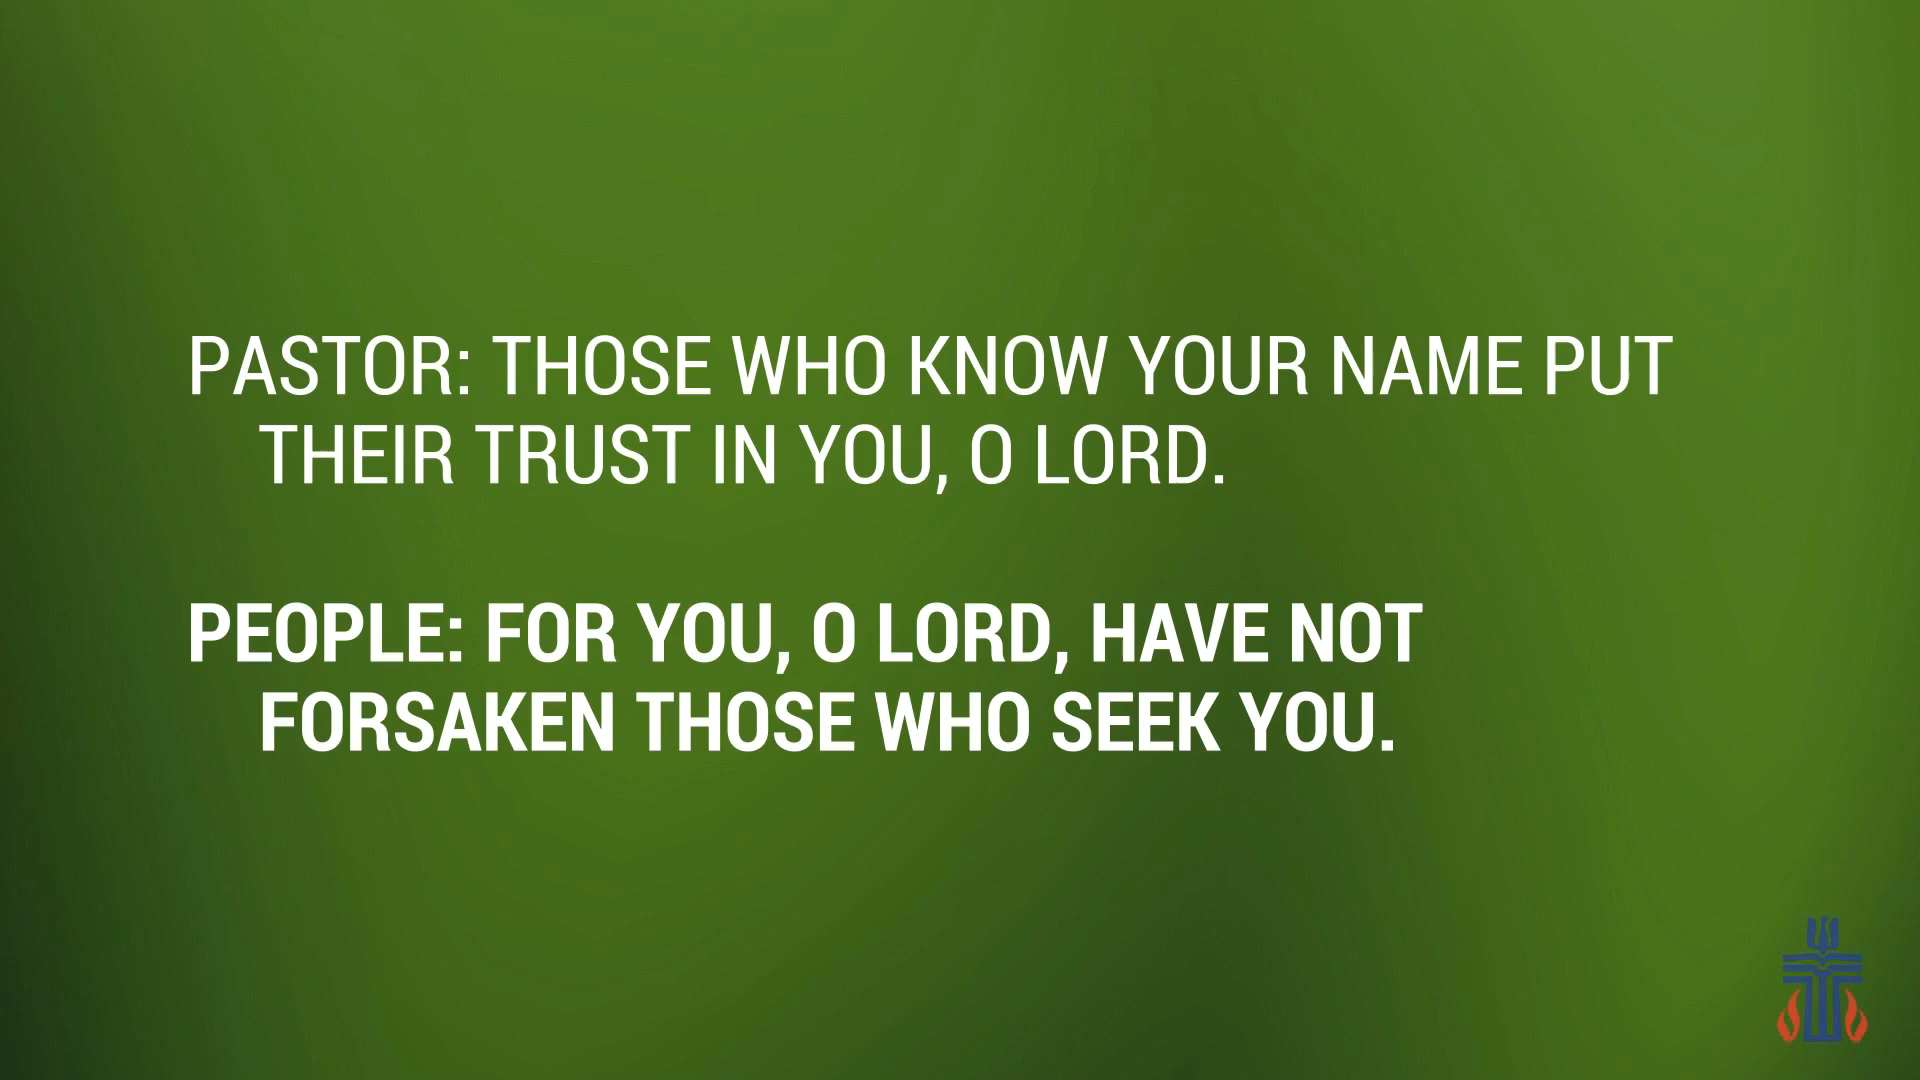 PASTOR: THOSE WHO KNOW YOUR NAME PUT
THEIR TRUST IN YOU, O LORD.
PEOPLE: FOR YOU, O LORD, HAVE NOT
FORSAKEN THOSE WHO SEEK YOU.